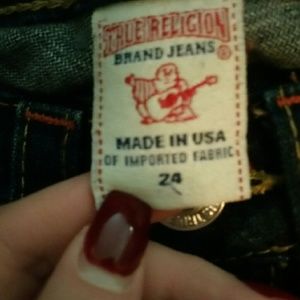 TRUE RELIGION
BRAND JEANS ®
MADE IN USA
OF IMPORTED FABRIC
24